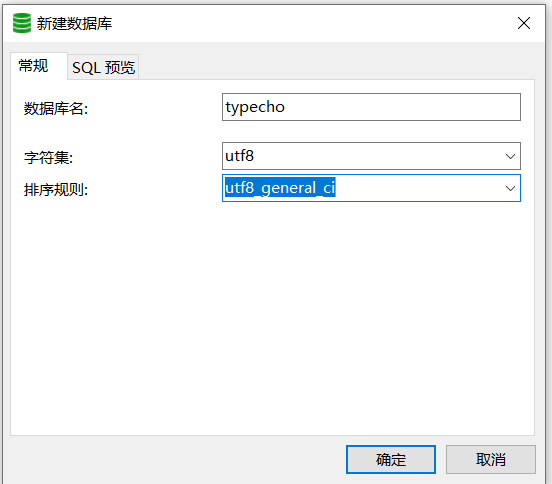 新建数据库
常规 SQL 预览
数据库名: typecho
字符集: utf8
排序规则: utf8_general_ci
确定 取消